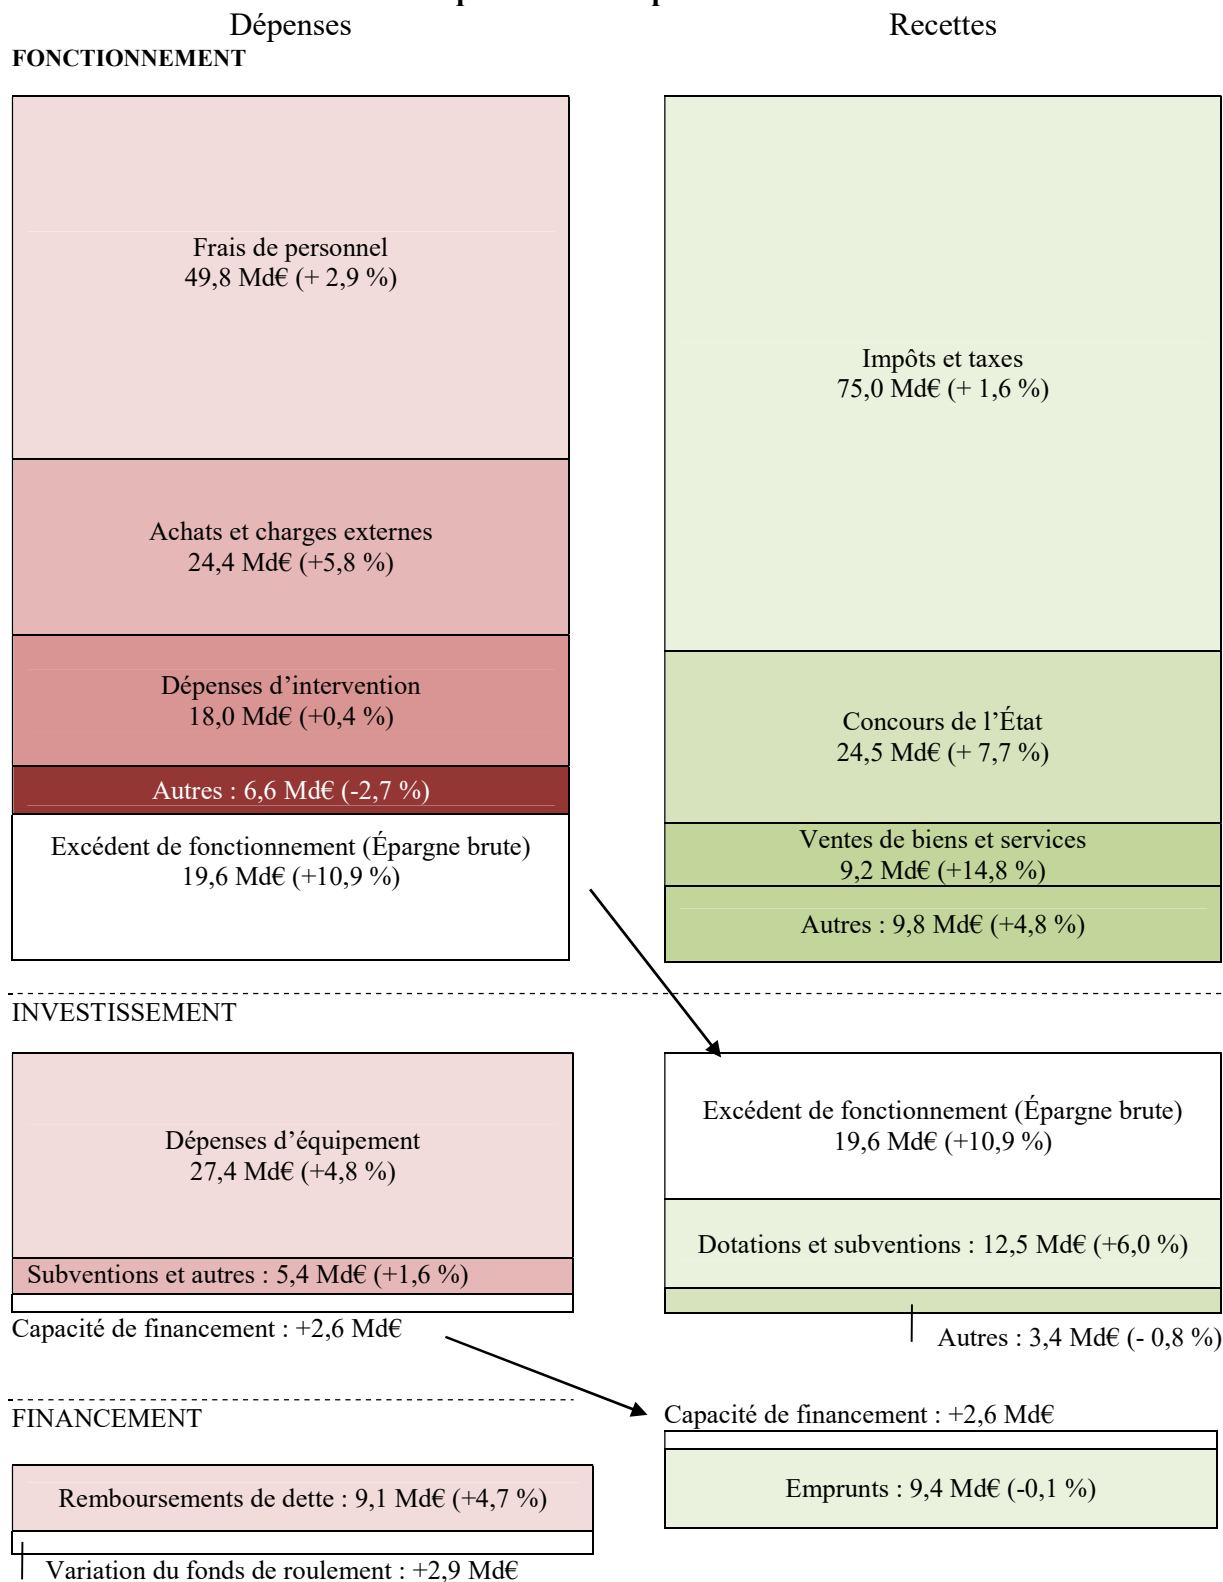 Dépenses
Recettes
FONCTIONNEMENT
Frais de personnel
49,8 Md€ (+ 2,9 %)
Achats et charges externes
24,4 Md€ (+5,8 %)
Dépenses d’intervention
18,0 Md€ (+0,4 %)
Autres : 6,6 Md€ (-2,7 %)
Excédent de fonctionnement (Épargne brute)
19,6 Md€ (+10,9 %)
Impôts et taxes
75,0 Md€ (+ 1,6 %)
Concours de l’État
24,5 Md€ (+ 7,7 %)
Ventes de biens et services
9,2 Md€ (+14,8 %)
Autres : 9,8 Md€ (+4,8 %)
INVESTISSEMENT
Dépenses d’équipement
27,4 Md€ (+4,8 %)
Subventions et autres : 5,4 Md€ (+1,6 %)
Capacité de financement : +2,6 Md€
Excédent de fonctionnement (Épargne brute)
19,6 Md€ (+10,9 %)
Dotations et subventions : 12,5 Md€ (+6,0 %)
Autres : 3,4 Md€ (- 0,8 %)
FINANCEMENT
Remboursements de dette : 9,1 Md€ (+4,7 %)
Variation du fonds de roulement : +2,9 Md€
Capacité de financement : +2,6 Md€
Emprunts : 9,4 Md€ (-0,1 %)